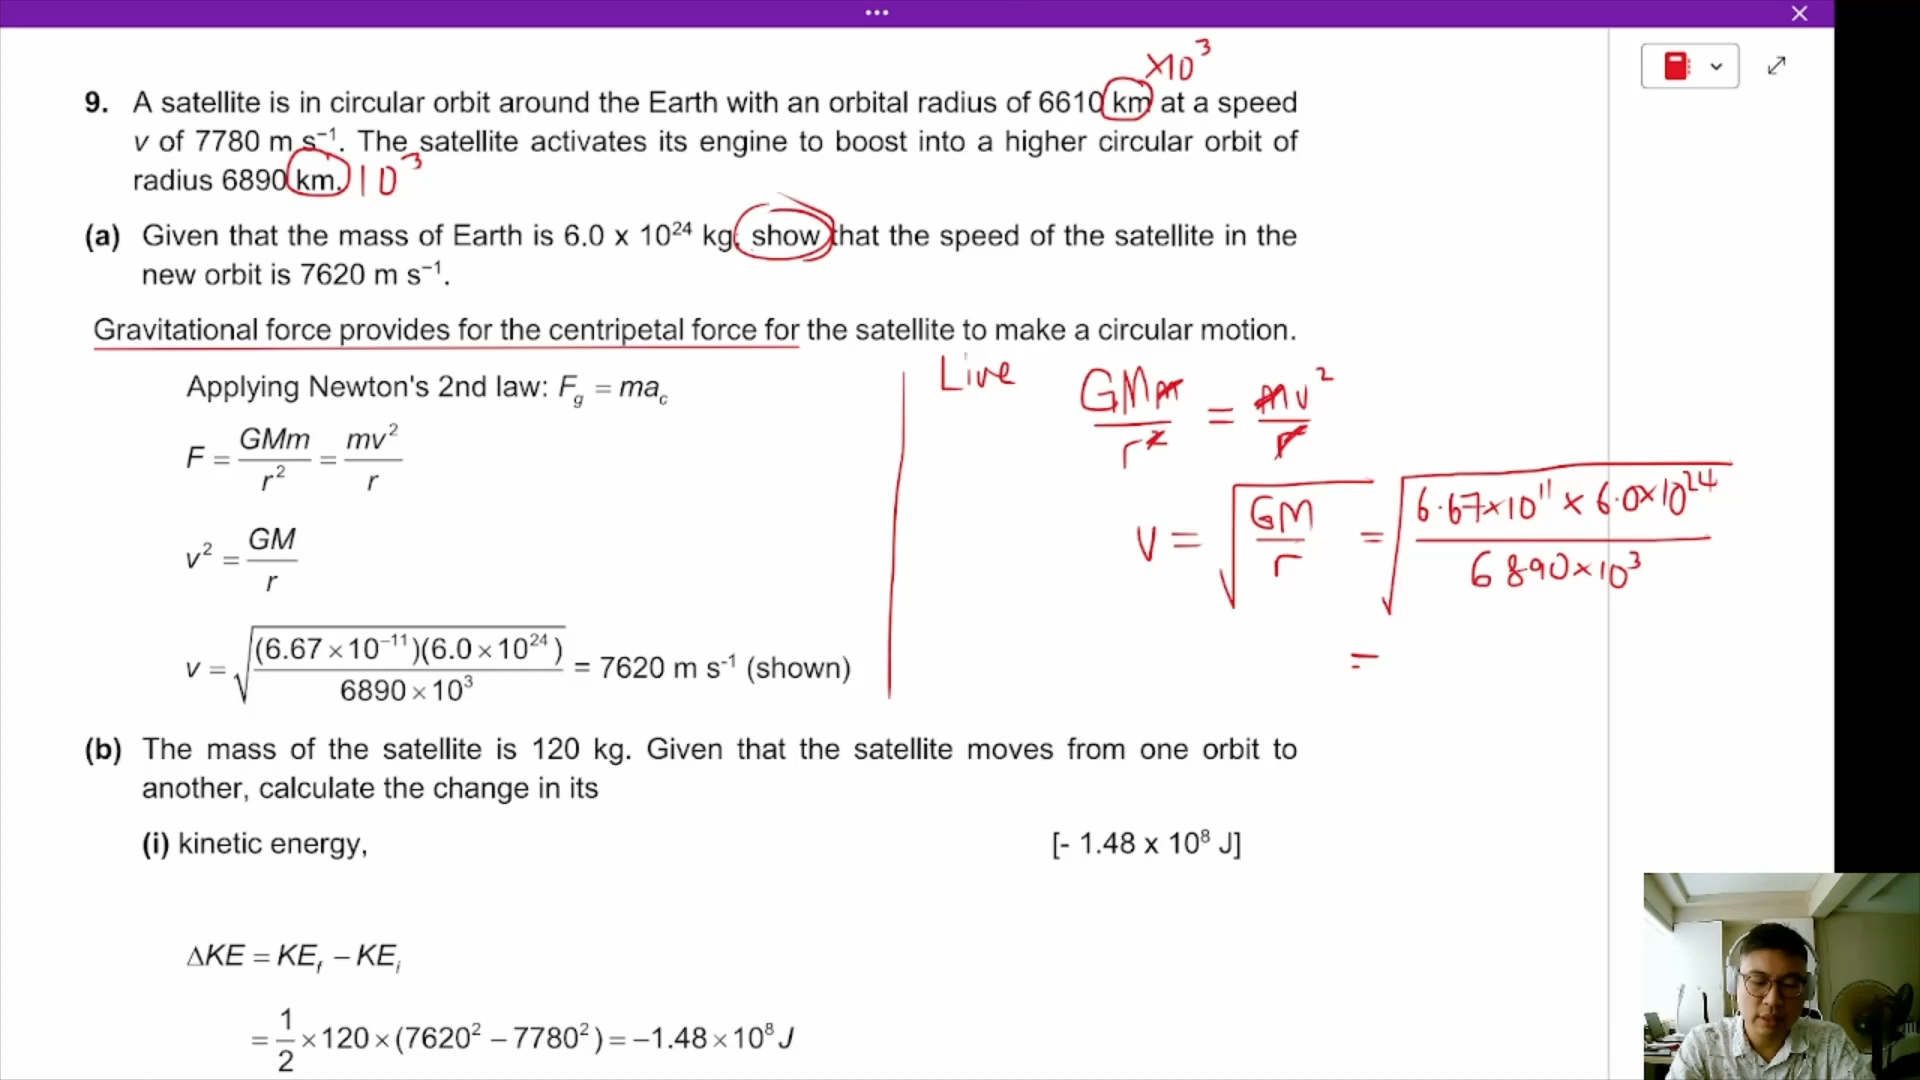 ×10³
9. A satellite is in circular orbit around the Earth with an orbital radius of 6610 km at a speed
v of 7780 m s⁻¹. The satellite activates its engine to boost into a higher circular orbit of
radius 6890 km. 10³
(a) Given that the mass of Earth is 6.0 x 10²⁴ kg, show that the speed of the satellite in the
new orbit is 7620 m s⁻¹.
Gravitational force provides for the centripetal force for the satellite to make a circular motion.
Applying Newton's 2nd law: F_g = ma_c
F = GMm/r² = mv²/r
v² = GM/r
v = √((6.67×10⁻¹¹)(6.0×10²⁴)/6890×10³) = 7620 m s⁻¹ (shown)
Live
GMm/r² = mv²/r
v = √(GM/r) = √(6.67×10¹¹ × 6.0×10²⁴/6890×10³)
=
(b) The mass of the satellite is 120 kg. Given that the satellite moves from one orbit to
another, calculate the change in its
(i) kinetic energy, [- 1.48 x 10⁸ J]
ΔKE = KE_f − KE_i
= 1/2 ×120×(7620² − 7780²) = −1.48×10⁸ J